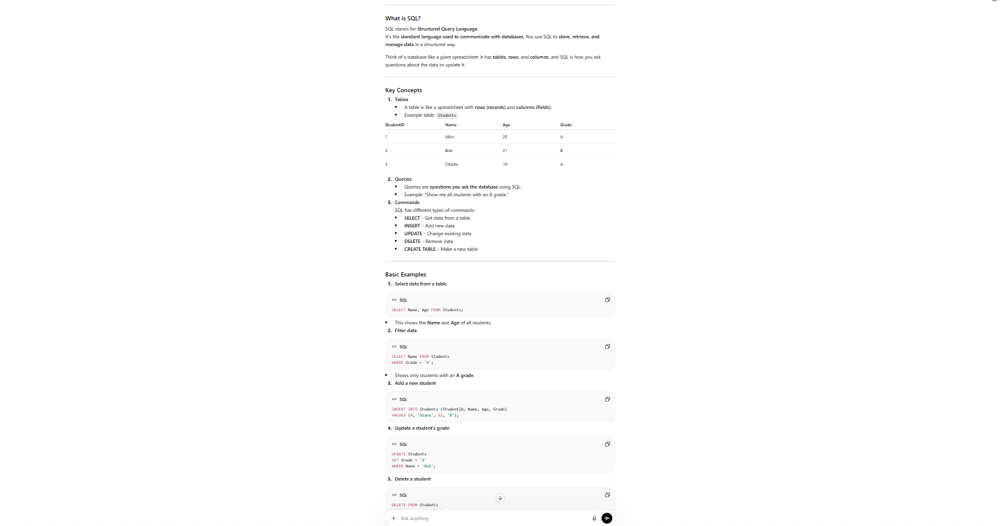 What is SQL?
SQL stands for Structured Query Language.
It's the standard language used to communicate with databases. You use SQL to store, retrieve, and
manage data in a structured way.
Think of a database like a giant spreadsheet: it has tables, rows, and columns, and SQL is how you ask
questions about the data or update it.
Key Concepts
1. Tables
• A table is like a spreadsheet with rows (records) and columns (fields).
• Example table: Students
StudentID Name Age Grade
1 Alice 20 A
2 Bob 21 B
3 Charlie 19 A
2. Queries
• Queries are questions you ask the database using SQL.
• Example: "Show me all students with an A grade."
3. Commands
SQL has different types of commands:
• SELECT – Get data from a table
• INSERT – Add new data
• UPDATE – Change existing data
• DELETE – Remove data
• CREATE TABLE – Make a new table
Basic Examples
1. Select data from a table
SQL
SELECT Name, Age FROM Students;
• This shows the Name and Age of all students.
2. Filter data
SQL
SELECT Name FROM Students
WHERE Grade = 'A';
• Shows only students with an A grade.
3. Add a new student
SQL
INSERT INTO Students (StudentID, Name, Age, Grade)
VALUES (4, 'Diana', 22, 'B');
4. Update a student's grade
SQL
UPDATE Students
SET Grade = 'A'
WHERE Name = 'Bob';
5. Delete a student
SQL
DELETE FROM Students
Ask anything